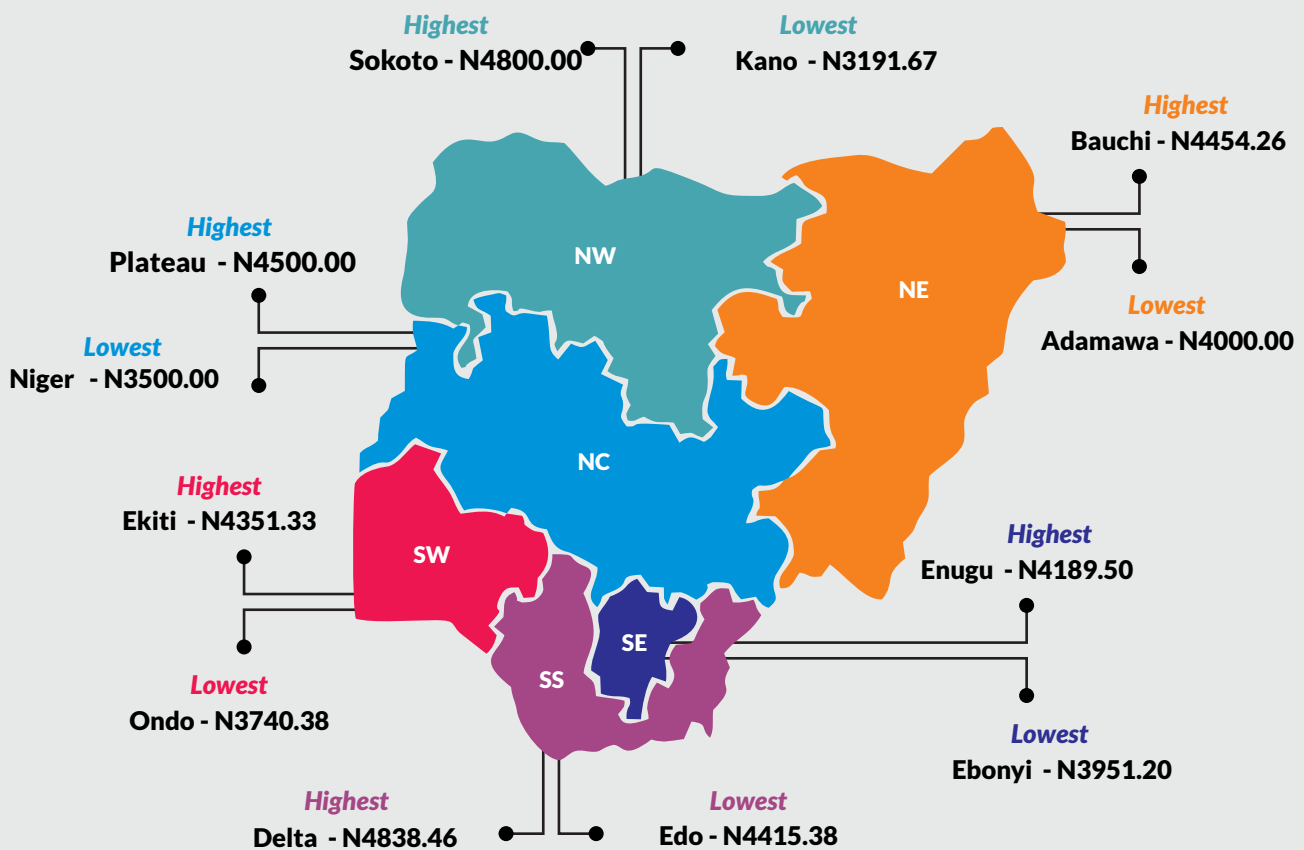 Highest
Sokoto - N4800.00
Lowest
Kano - N3191.67
Highest
Bauchi - N4454.26
Highest
Plateau - N4500.00
NW
NE
Lowest
Adamawa - N4000.00
Lowest
Niger - N3500.00
NC
Highest
Ekiti - N4351.33
SW
Highest
Enugu - N4189.50
SE
SS
Lowest
Ondo - N3740.38
Lowest
Ebonyi - N3951.20
Highest
Delta - N4838.46
Lowest
Edo - N4415.38